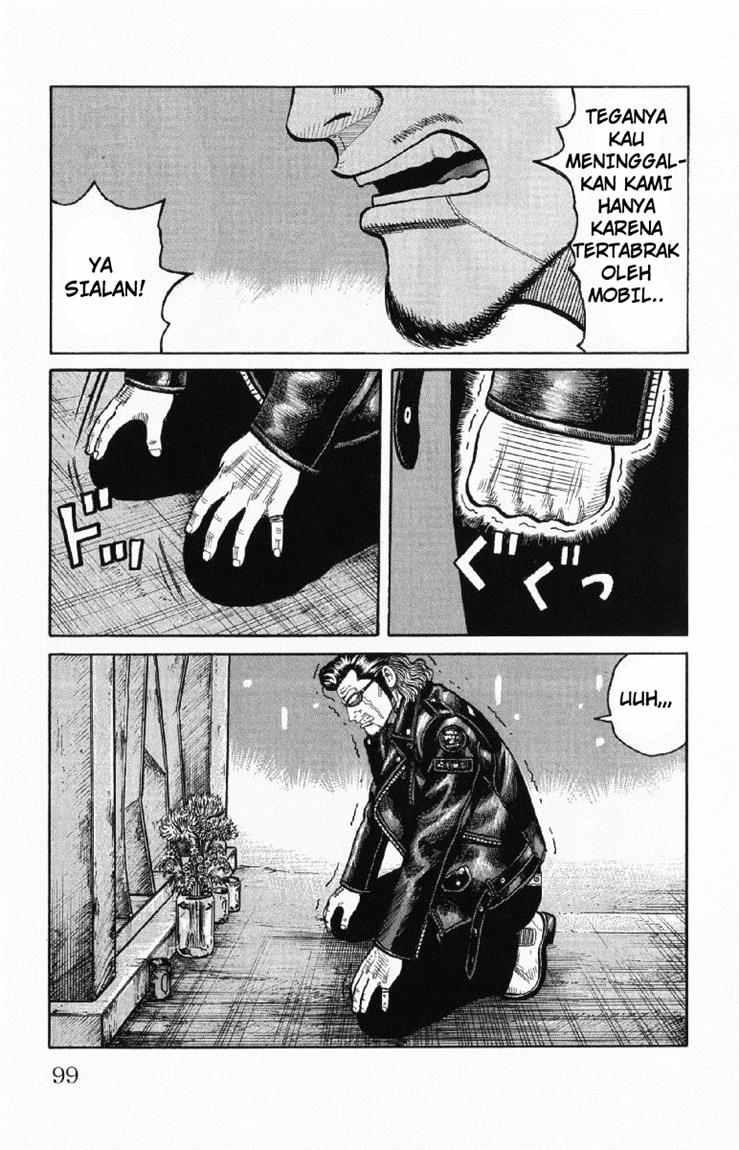 TEGANYA
KAU
MENINGGAL-
KAN KAMI
HANYA
KARENA
TERTABRAK
OLEH
MOBIL..
YA
SIALAN!
ぐぐっ
ドッ
UUH,,,
99